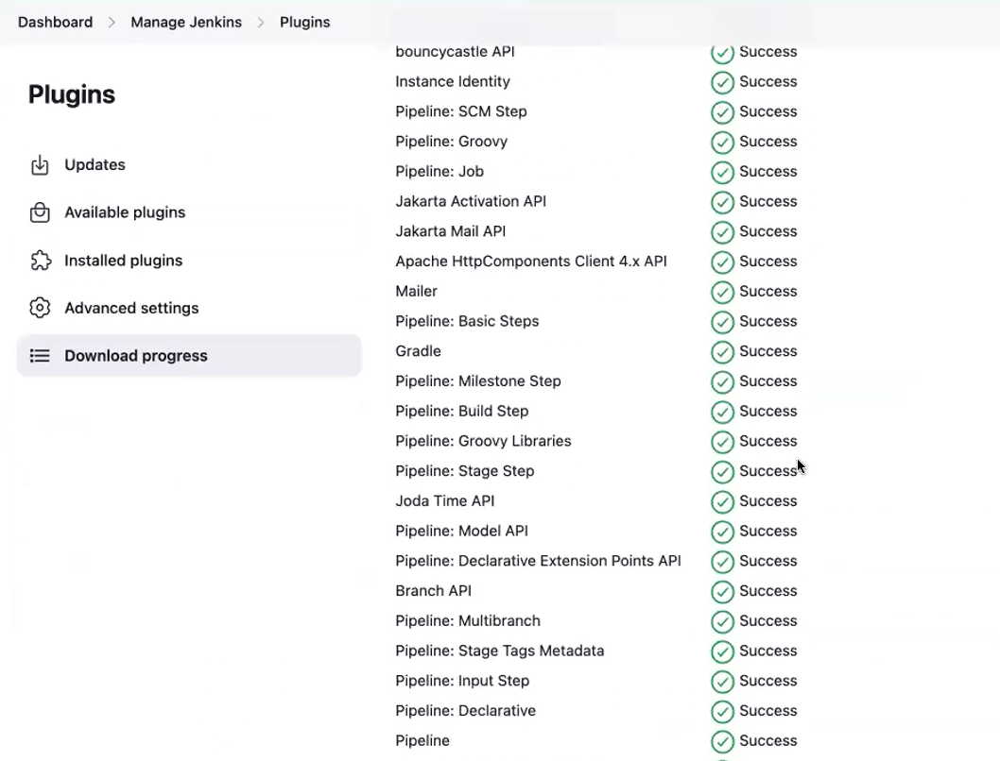 Dashboard > Manage Jenkins > Plugins
Plugins
Updates
Available plugins
Installed plugins
Advanced settings
Download progress
bouncycastle API Success
Instance Identity Success
Pipeline: SCM Step Success
Pipeline: Groovy Success
Pipeline: Job Success
Jakarta Activation API Success
Jakarta Mail API Success
Apache HttpComponents Client 4.x API Success
Mailer Success
Pipeline: Basic Steps Success
Gradle Success
Pipeline: Milestone Step Success
Pipeline: Build Step Success
Pipeline: Groovy Libraries Success
Pipeline: Stage Step Success
Joda Time API Success
Pipeline: Model API Success
Pipeline: Declarative Extension Points API Success
Branch API Success
Pipeline: Multibranch Success
Pipeline: Stage Tags Metadata Success
Pipeline: Input Step Success
Pipeline: Declarative Success
Pipeline Success